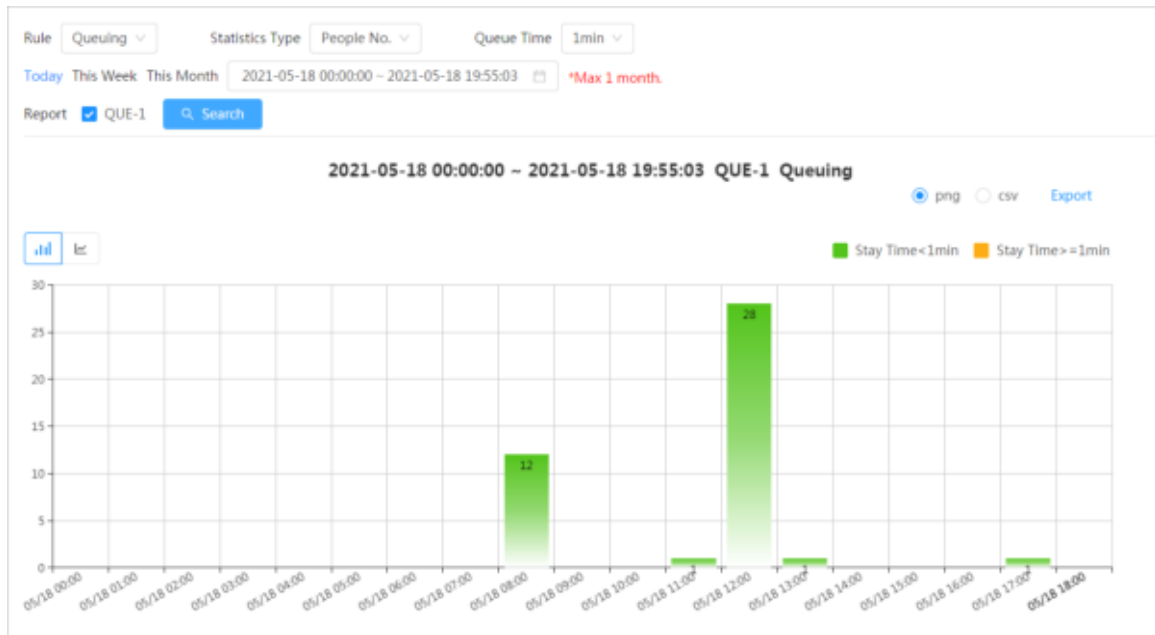 Rule Queuing Statistics Type People No. Queue Time 1min
Today This Week This Month 2021-05-18 00:00:00 ~ 2021-05-18 19:55:03 *Max 1 month.
Report QUE-1 Search
2021-05-18 00:00:00 ~ 2021-05-18 19:55:03 QUE-1 Queuing
png csv Export
Stay Time<1min Stay Time>=1min
30
28
25
20
15
12
10
5
1 1 1
0
05/18 00:00 05/18 01:00 05/18 02:00 05/18 03:00 05/18 04:00 05/18 05:00 05/18 06:00 05/18 07:00 05/18 08:00 05/18 09:00 05/18 10:00 05/18 11:00 05/18 12:00 05/18 13:00 05/18 14:00 05/18 15:00 05/18 16:00 05/18 17:00 05/18 18:00